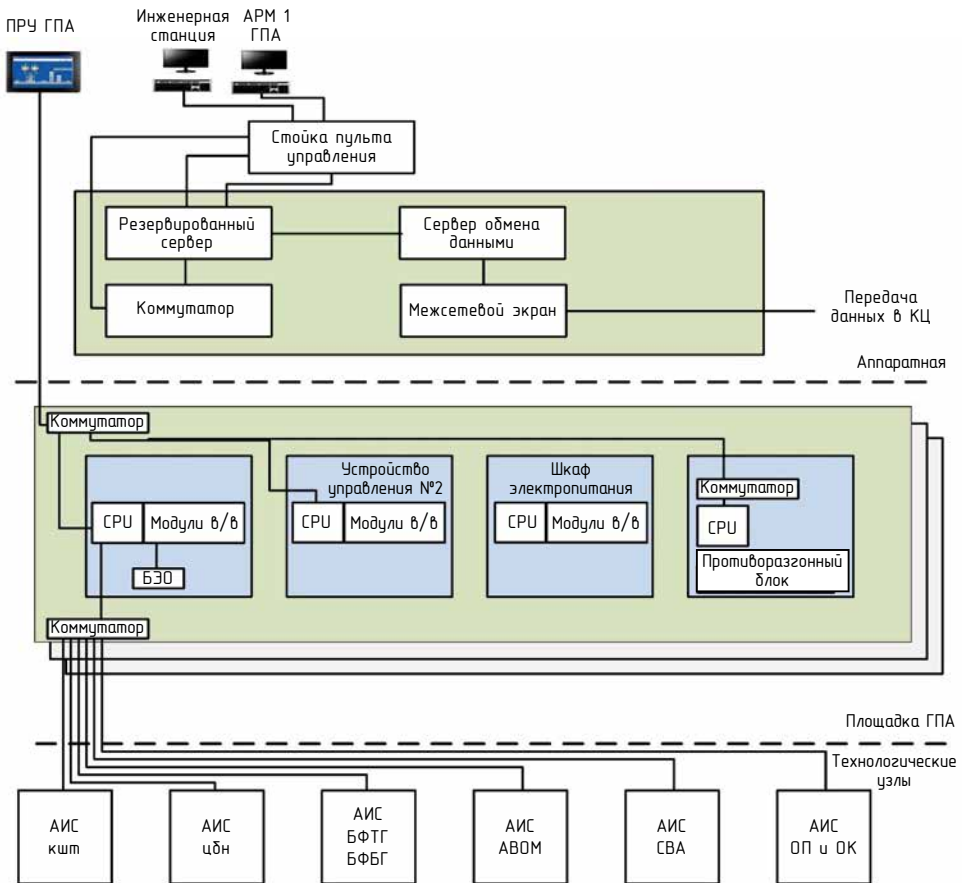 ПРУ ГПА
Инженерная
станция
АРМ 1
ГПА
Стойка пульта
управления
Резервированный
сервер
Сервер обмена
данными
Коммутатор
Межсетевой экран
Передача
данных в КЦ
Аппаратная
Коммутатор
Устройство
управления №2
Шкаф
электропитания
Коммутатор
CPU
Модули в/в
CPU
Модули в/в
CPU
Модули в/в
CPU
БЭО
Противоразгонный
блок
Коммутатор
Площадка ГПА
Технологические
узлы
АИС
кшт
АИС
цбн
АИС
БФТГ
БФБГ
АИС
АВОМ
АИС
СВА
АИС
ОП и ОК